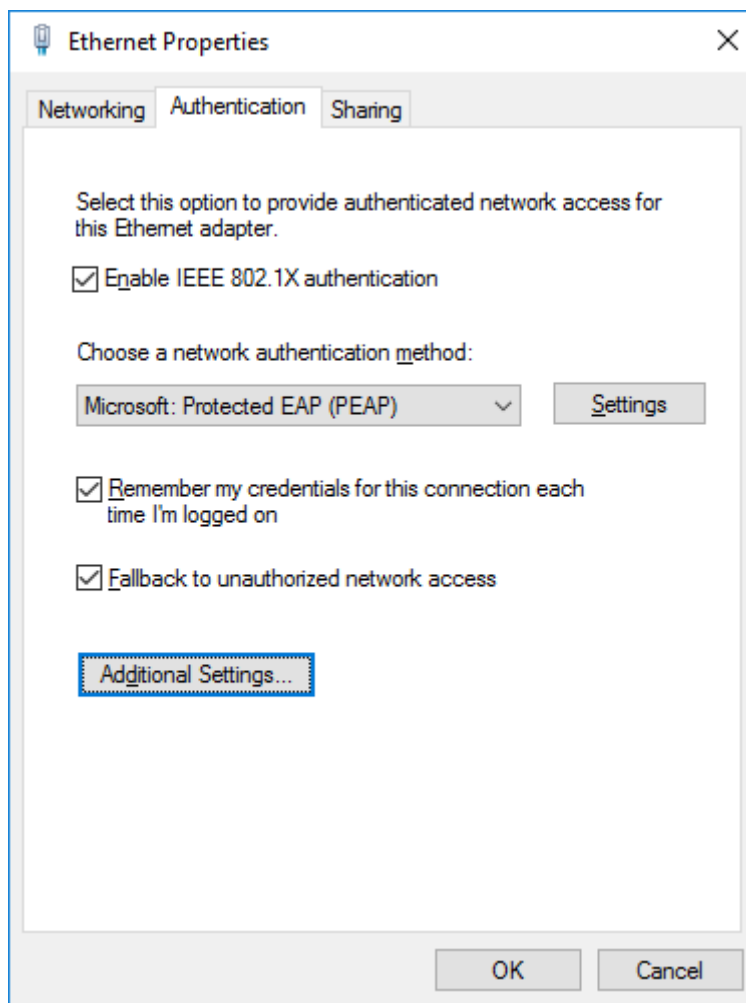 Ethernet Properties
Networking Authentication Sharing
Select this option to provide authenticated network access for
this Ethernet adapter.
Enable IEEE 802.1X authentication
Choose a network authentication method:
Microsoft: Protected EAP (PEAP) Settings
Remember my credentials for this connection each
time I'm logged on
Fallback to unauthorized network access
Additional Settings...
OK Cancel